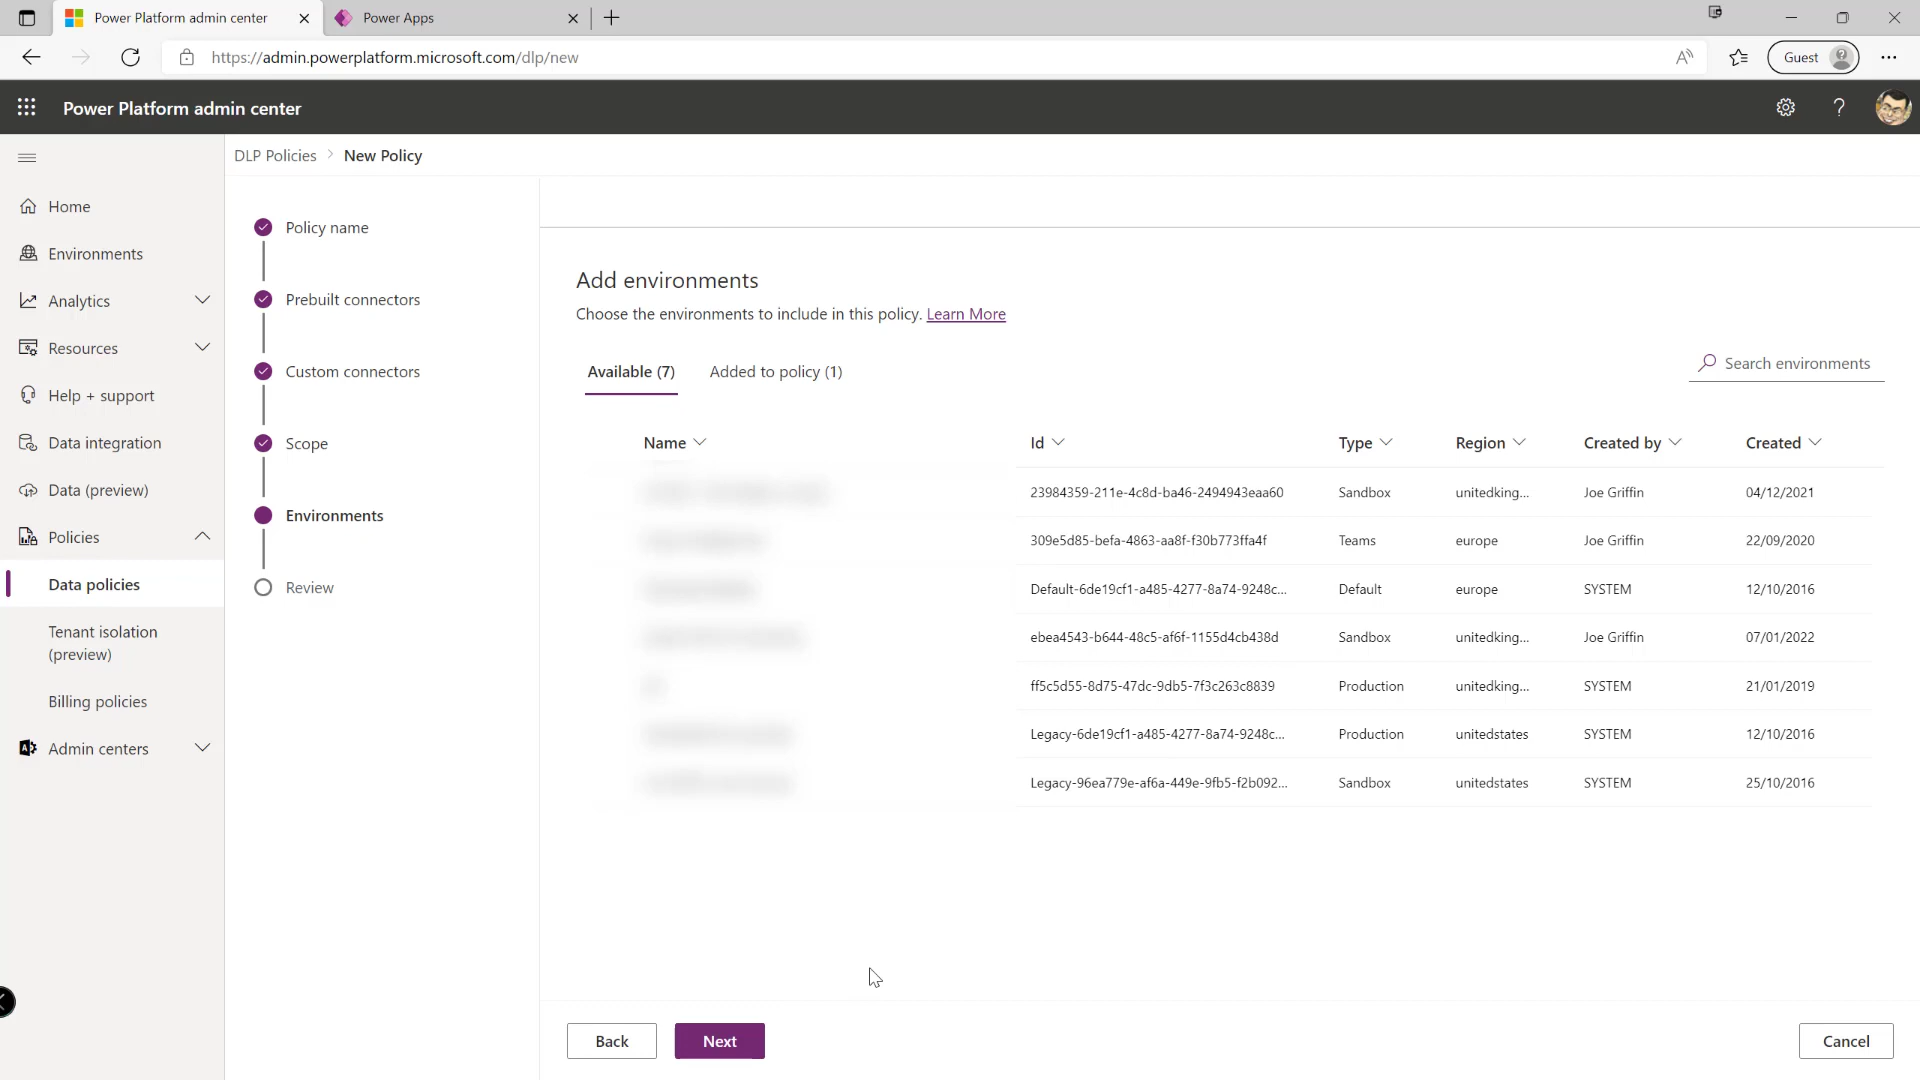 Power Platform admin center
Power Apps
https://admin.powerplatform.microsoft.com/dlp/new
Guest
Power Platform admin center
DLP Policies > New Policy
Home
Environments
Analytics
Resources
Help + support
Data integration
Data (preview)
Policies
Data policies
Tenant isolation
(preview)
Billing policies
Admin centers
Policy name
Prebuilt connectors
Custom connectors
Scope
Environments
Review
Add environments
Choose the environments to include in this policy. Learn More
Available (7) Added to policy (1)
Search environments
Name Id Type Region Created by Created
23984359-211e-4c8d-ba46-2494943eaa60 Sandbox unitedking... Joe Griffin 04/12/2021
309e5d85-befa-4863-aa8f-f30b773ffa4f Teams europe Joe Griffin 22/09/2020
Default-6de19cf1-a485-4277-8a74-9248c... Default europe SYSTEM 12/10/2016
ebea4543-b644-48c5-af6f-1155d4cb438d Sandbox unitedking... Joe Griffin 07/01/2022
ff5c5d55-8d75-47dc-9db5-7f3c263c8839 Production unitedking... SYSTEM 21/01/2019
Legacy-6de19cf1-a485-4277-8a74-9248c... Production unitedstates SYSTEM 12/10/2016
Legacy-96ea779e-af6a-449e-9fb5-f2b092... Sandbox unitedstates SYSTEM 25/10/2016
Back Next Cancel